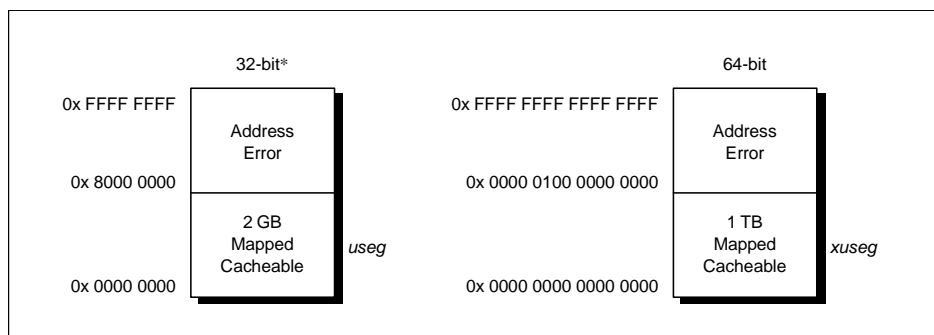 32-bit*
0x FFFF FFFF
Address
Error
0x 8000 0000
2 GB
Mapped
Cacheable
useg
0x 0000 0000
64-bit
0x FFFF FFFF FFFF FFFF
Address
Error
0x 0000 0100 0000 0000
1 TB
Mapped
Cacheable
xuseg
0x 0000 0000 0000 0000